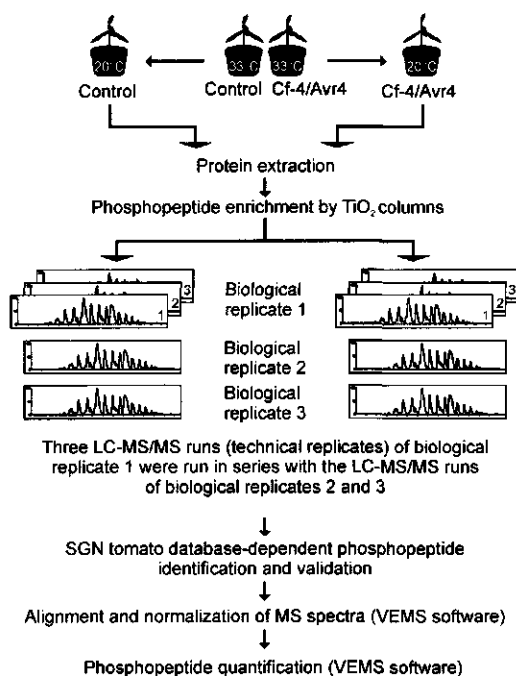 20°C 33°C 33°C 20°C
Control Control Cf-4/Avr4 Cf-4/Avr4
Protein extraction
Phosphopeptide enrichment by TiO2 columns
3 3
2 2
1 1
Biological
replicate 1
Biological
replicate 2
Biological
replicate 3
Three LC-MS/MS runs (technical replicates) of biological
replicate 1 were run in series with the LC-MS/MS runs
of biological replicates 2 and 3
SGN tomato database-dependent phosphopeptide
identification and validation
Alignment and normalization of MS spectra (VEMS software)
Phosphopeptide quantification (VEMS software)